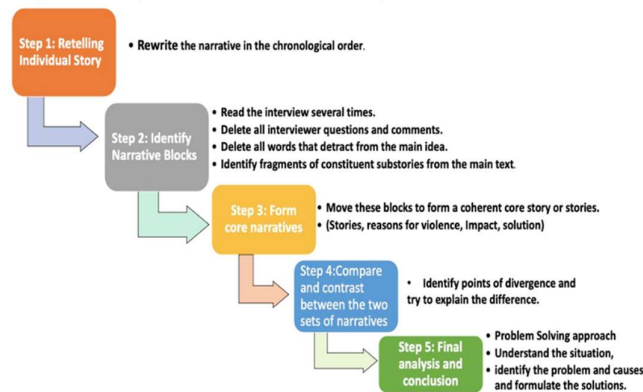 Step 1: Retelling
Individual Story
• Rewrite the narrative in the chronological order.
Step 2: Identify
Narrative Blocks
• Read the interview several times.
• Delete all interviewer questions and comments.
• Delete all words that detract from the main idea.
• Identify fragments of constituent substories from the main text.
Step 3: Form
core narratives
• Move these blocks to form a coherent core story or stories.
• (Stories, reasons for violence, Impact, solution)
Step 4:Compare
and contrast
between the two
sets of narratives
• Identify points of divergence and
try to explain the difference.
Step 5: Final
analysis and
conclusion
• Problem Solving approach
• Understand the situation,
• identify the problem and causes
and formulate the solutions.